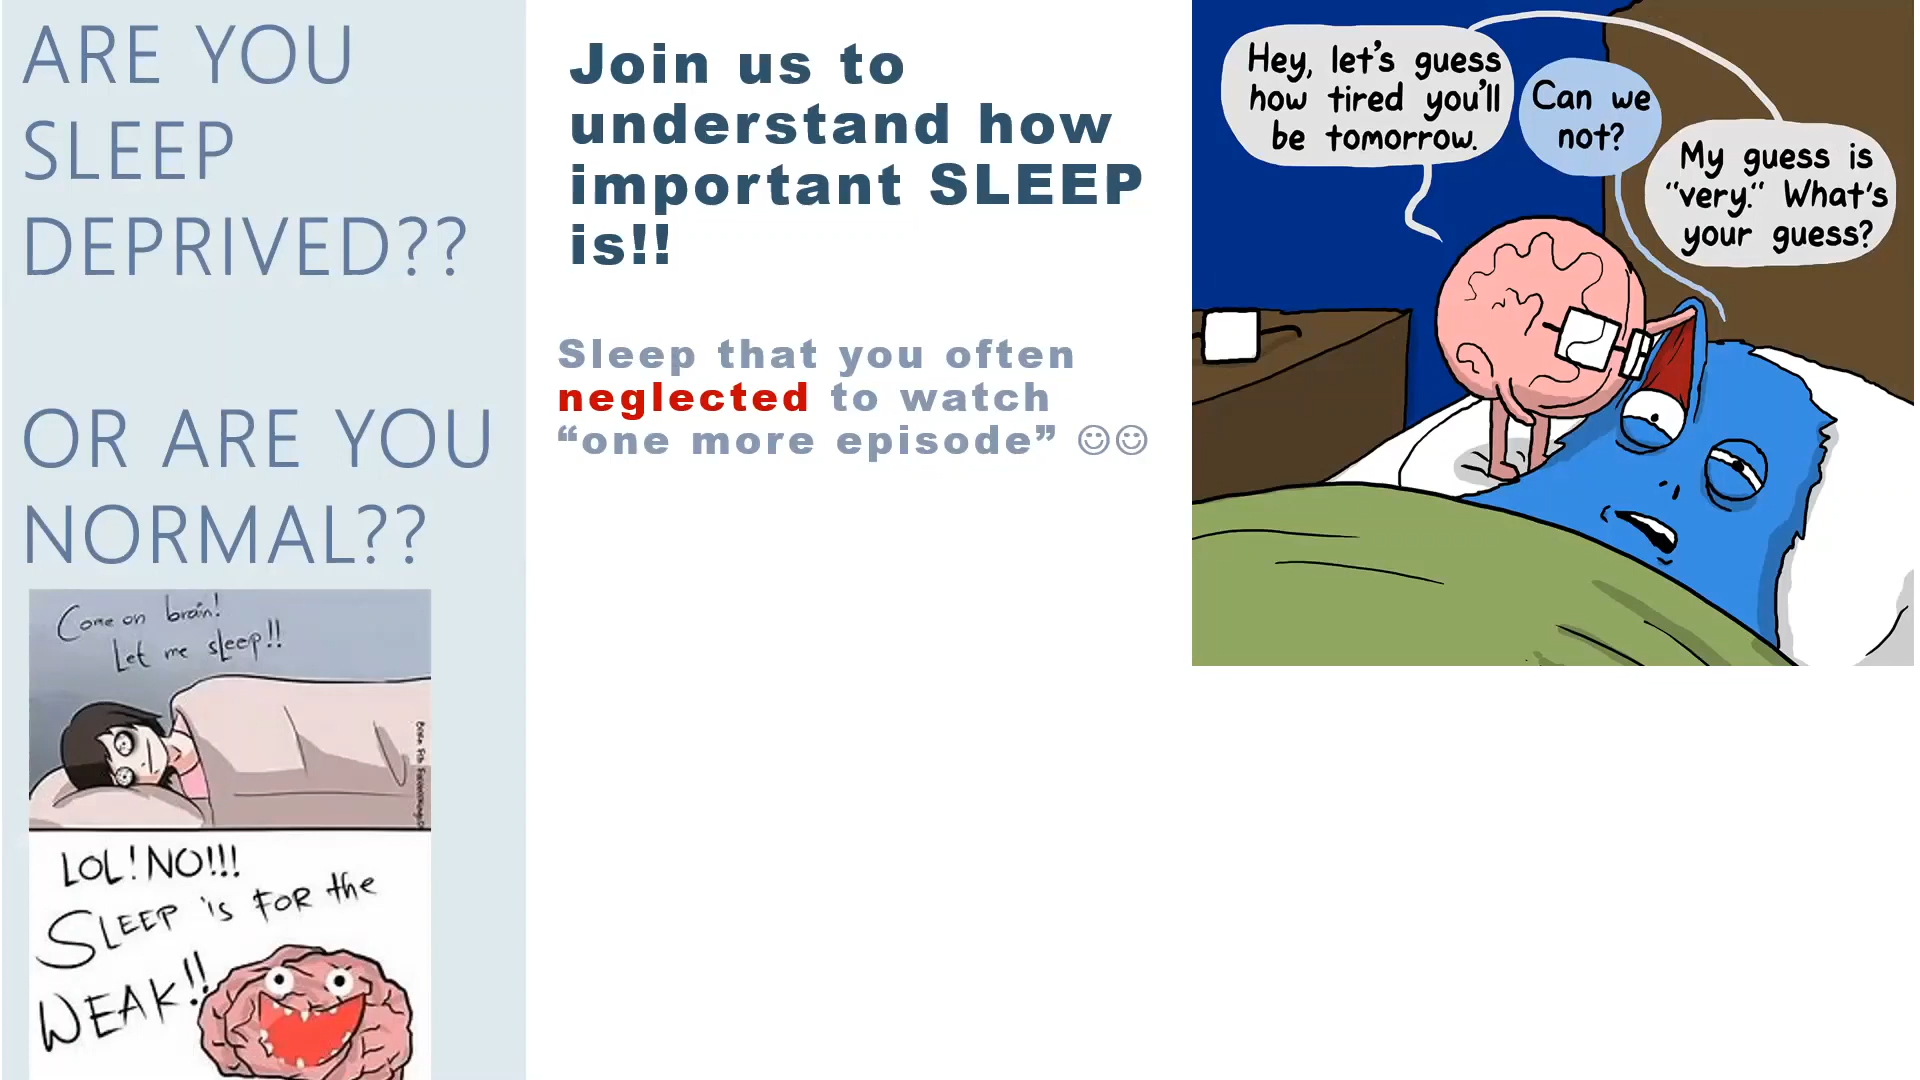 ARE YOU
SLEEP
DEPRIVED??
OR ARE YOU
NORMAL??
Come on brain!
Let me sleep!!
LOL! NO!!!
SLEEP is FOR the
WEAK!!
Join us to
understand how
important SLEEP
is!!
Sleep that you often
neglected to watch
“one more episode” ☺☺
Hey, let's guess
how tired you'll
be tomorrow.
Can we
not?
My guess is
"very." What's
your guess?